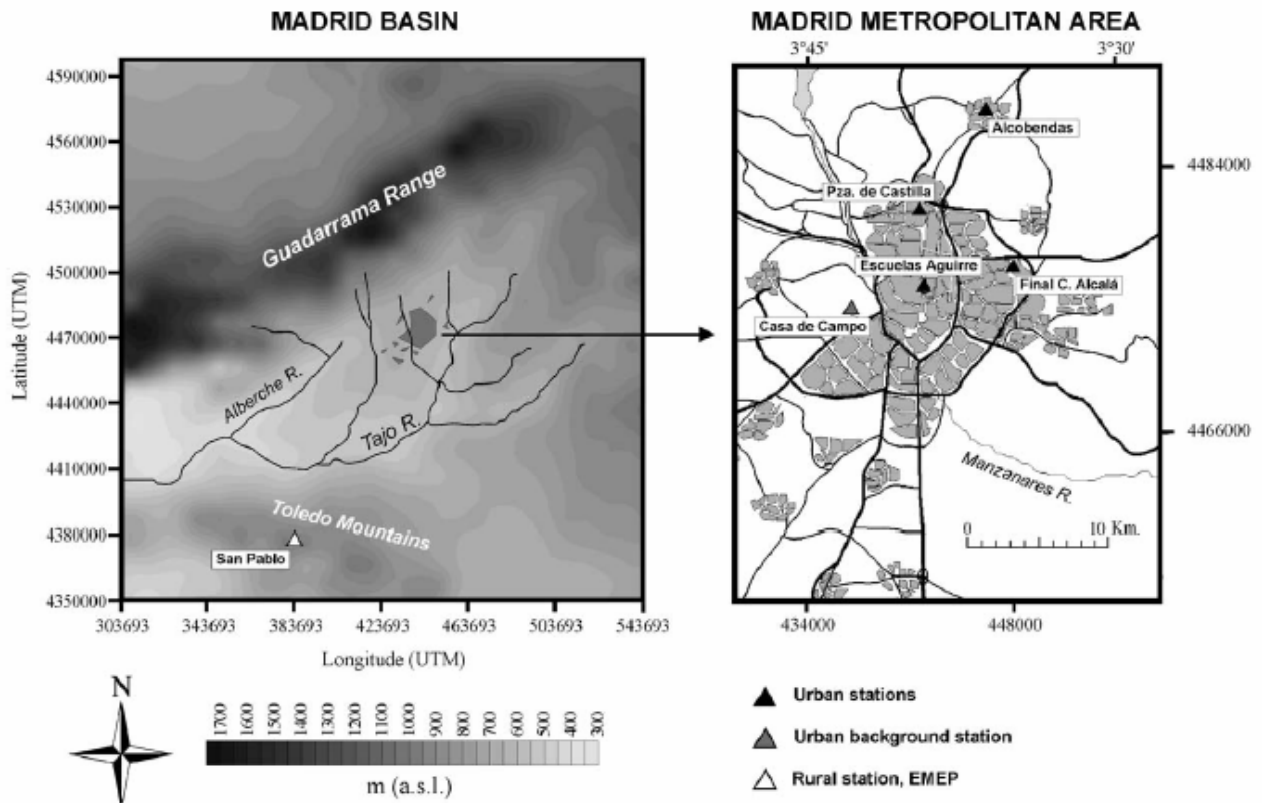 MADRID BASIN
4590000
4560000
4530000
4500000
4470000
4440000
4410000
4380000
4350000
Latitude (UTM)
Guadarrama Range
Alberche R.
Tajo R.
Toledo Mountains
San Pablo
303693 343693 383693 423693 463693 503693 543693
Longitude (UTM)
N
1700 1600 1500 1400 1300 1200 1100 1000 900 800 700 600 500 400 300
m (a.s.l.)
MADRID METROPOLITAN AREA
3°45' 3°30'
Alcobendas
4484000
Pza. de Castilla
Escuelas Aguirre
Final C. Alcalá
Casa de Campo
4466000
Manzanares R.
0 10 Km.
434000 448000
Urban stations
Urban background station
Rural station, EMEP